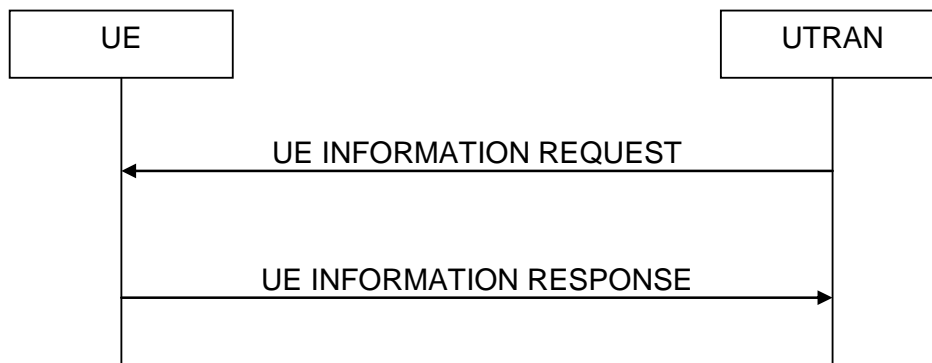 UE
UTRAN
UE INFORMATION REQUEST
UE INFORMATION RESPONSE